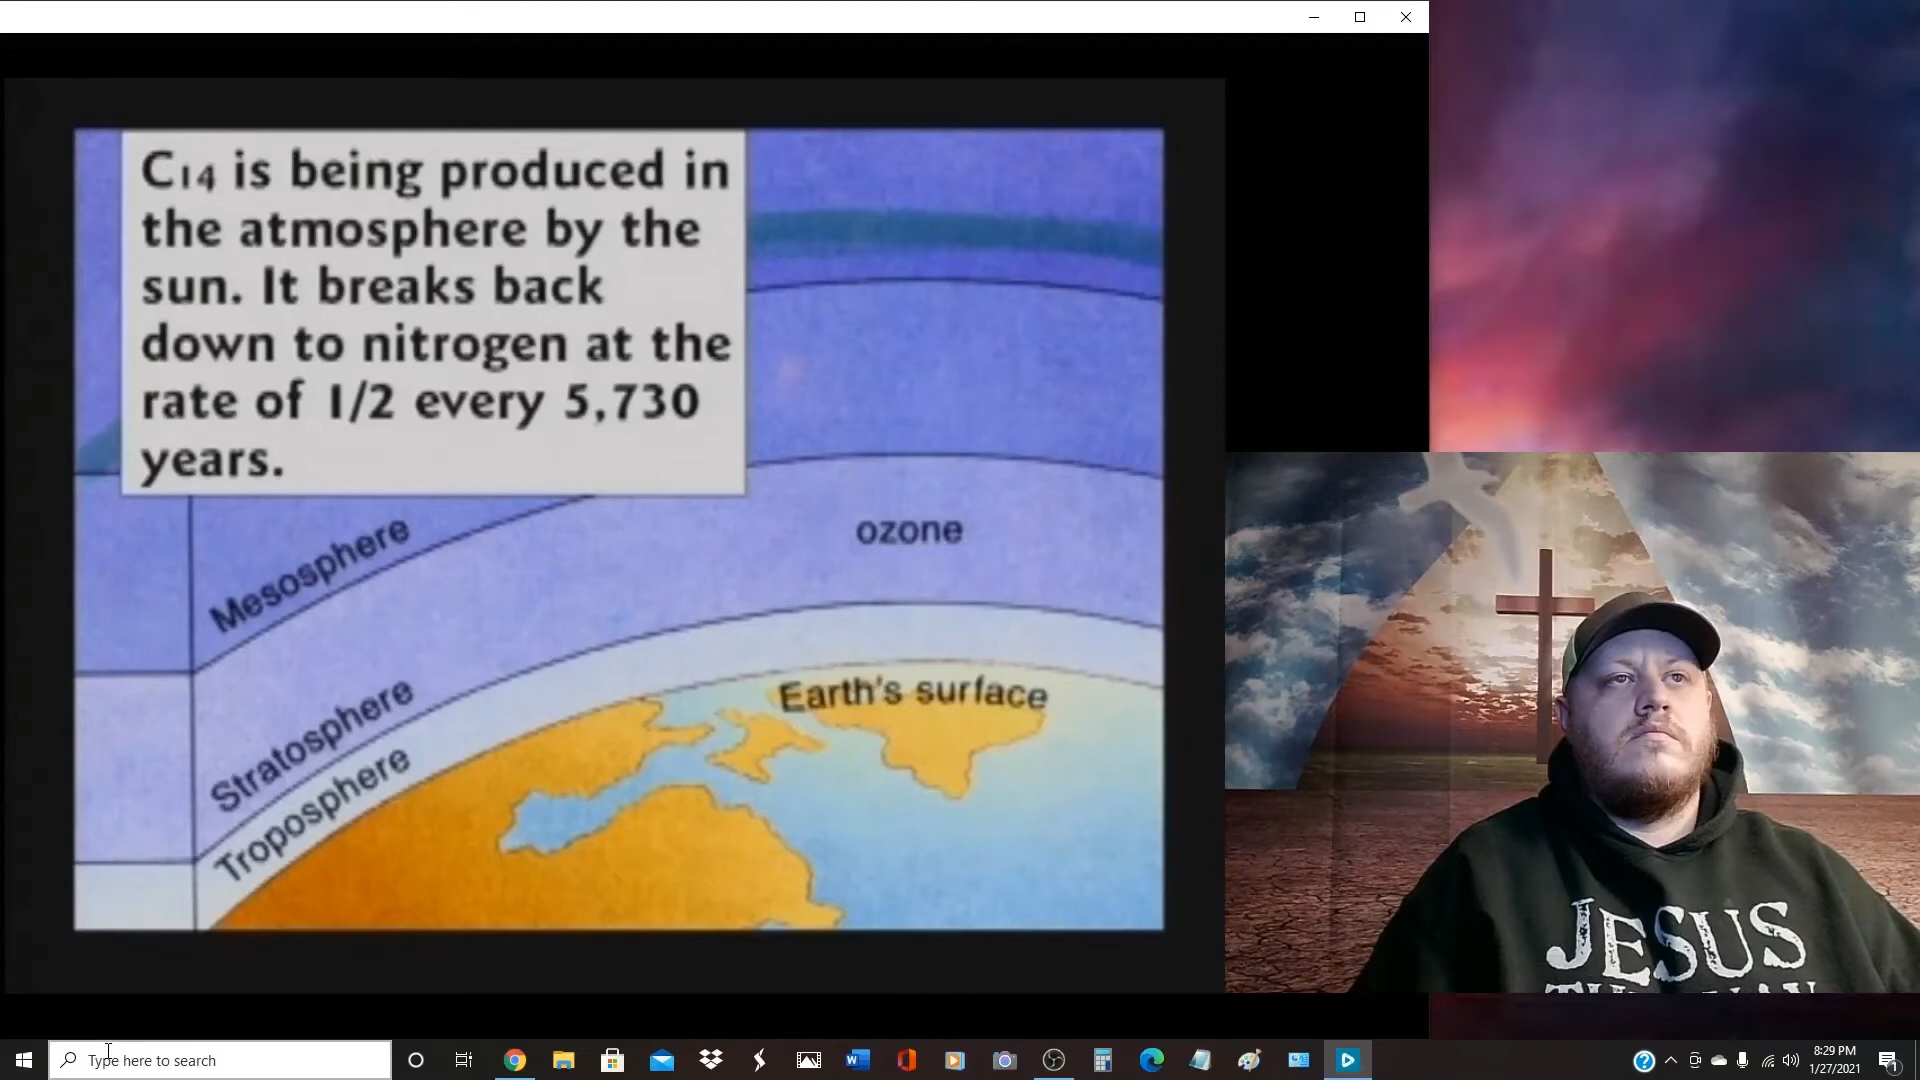 C14 is being produced in
the atmosphere by the
sun. It breaks back
down to nitrogen at the
rate of 1/2 every 5,730
years.
ozone
Mesosphere
Earth's surface
Stratosphere
Troposphere
JESUS
Type here to search
8:29 PM
1/27/2021